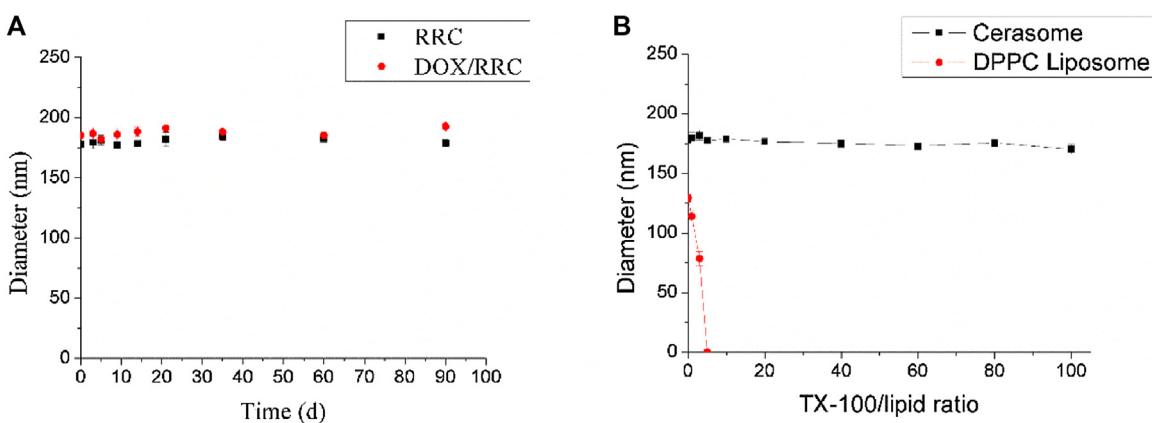 A
RRC
DOX/RRC
250
200
150
100
50
0
Diameter (nm)
0 10 20 30 40 50 60 70 80 90 100
Time (d)
B
Cerasome
DPPC Liposome
250
200
150
100
50
0
Diameter (nm)
0 20 40 60 80 100
TX-100/lipid ratio